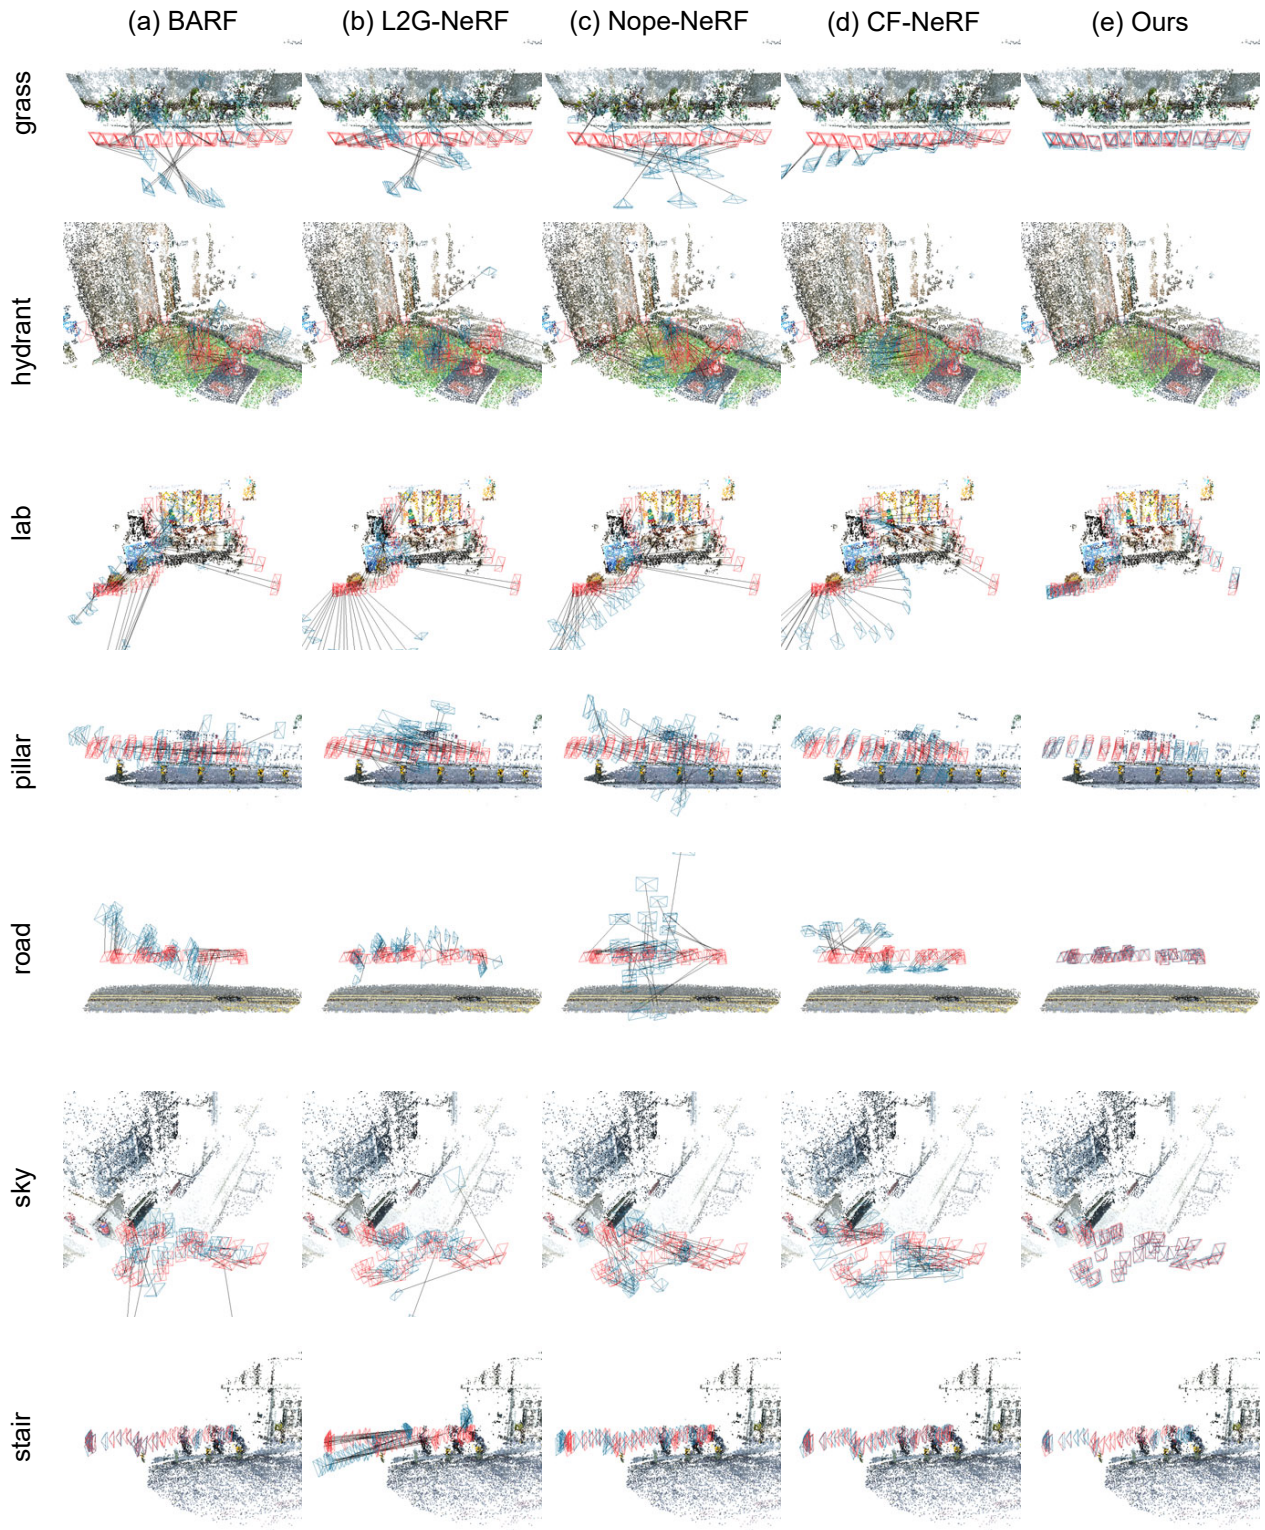 (a) BARF (b) L2G-NeRF (c) Nope-NeRF (d) CF-NeRF (e) Ours
grass
hydrant
lab
pillar
road
sky
stair